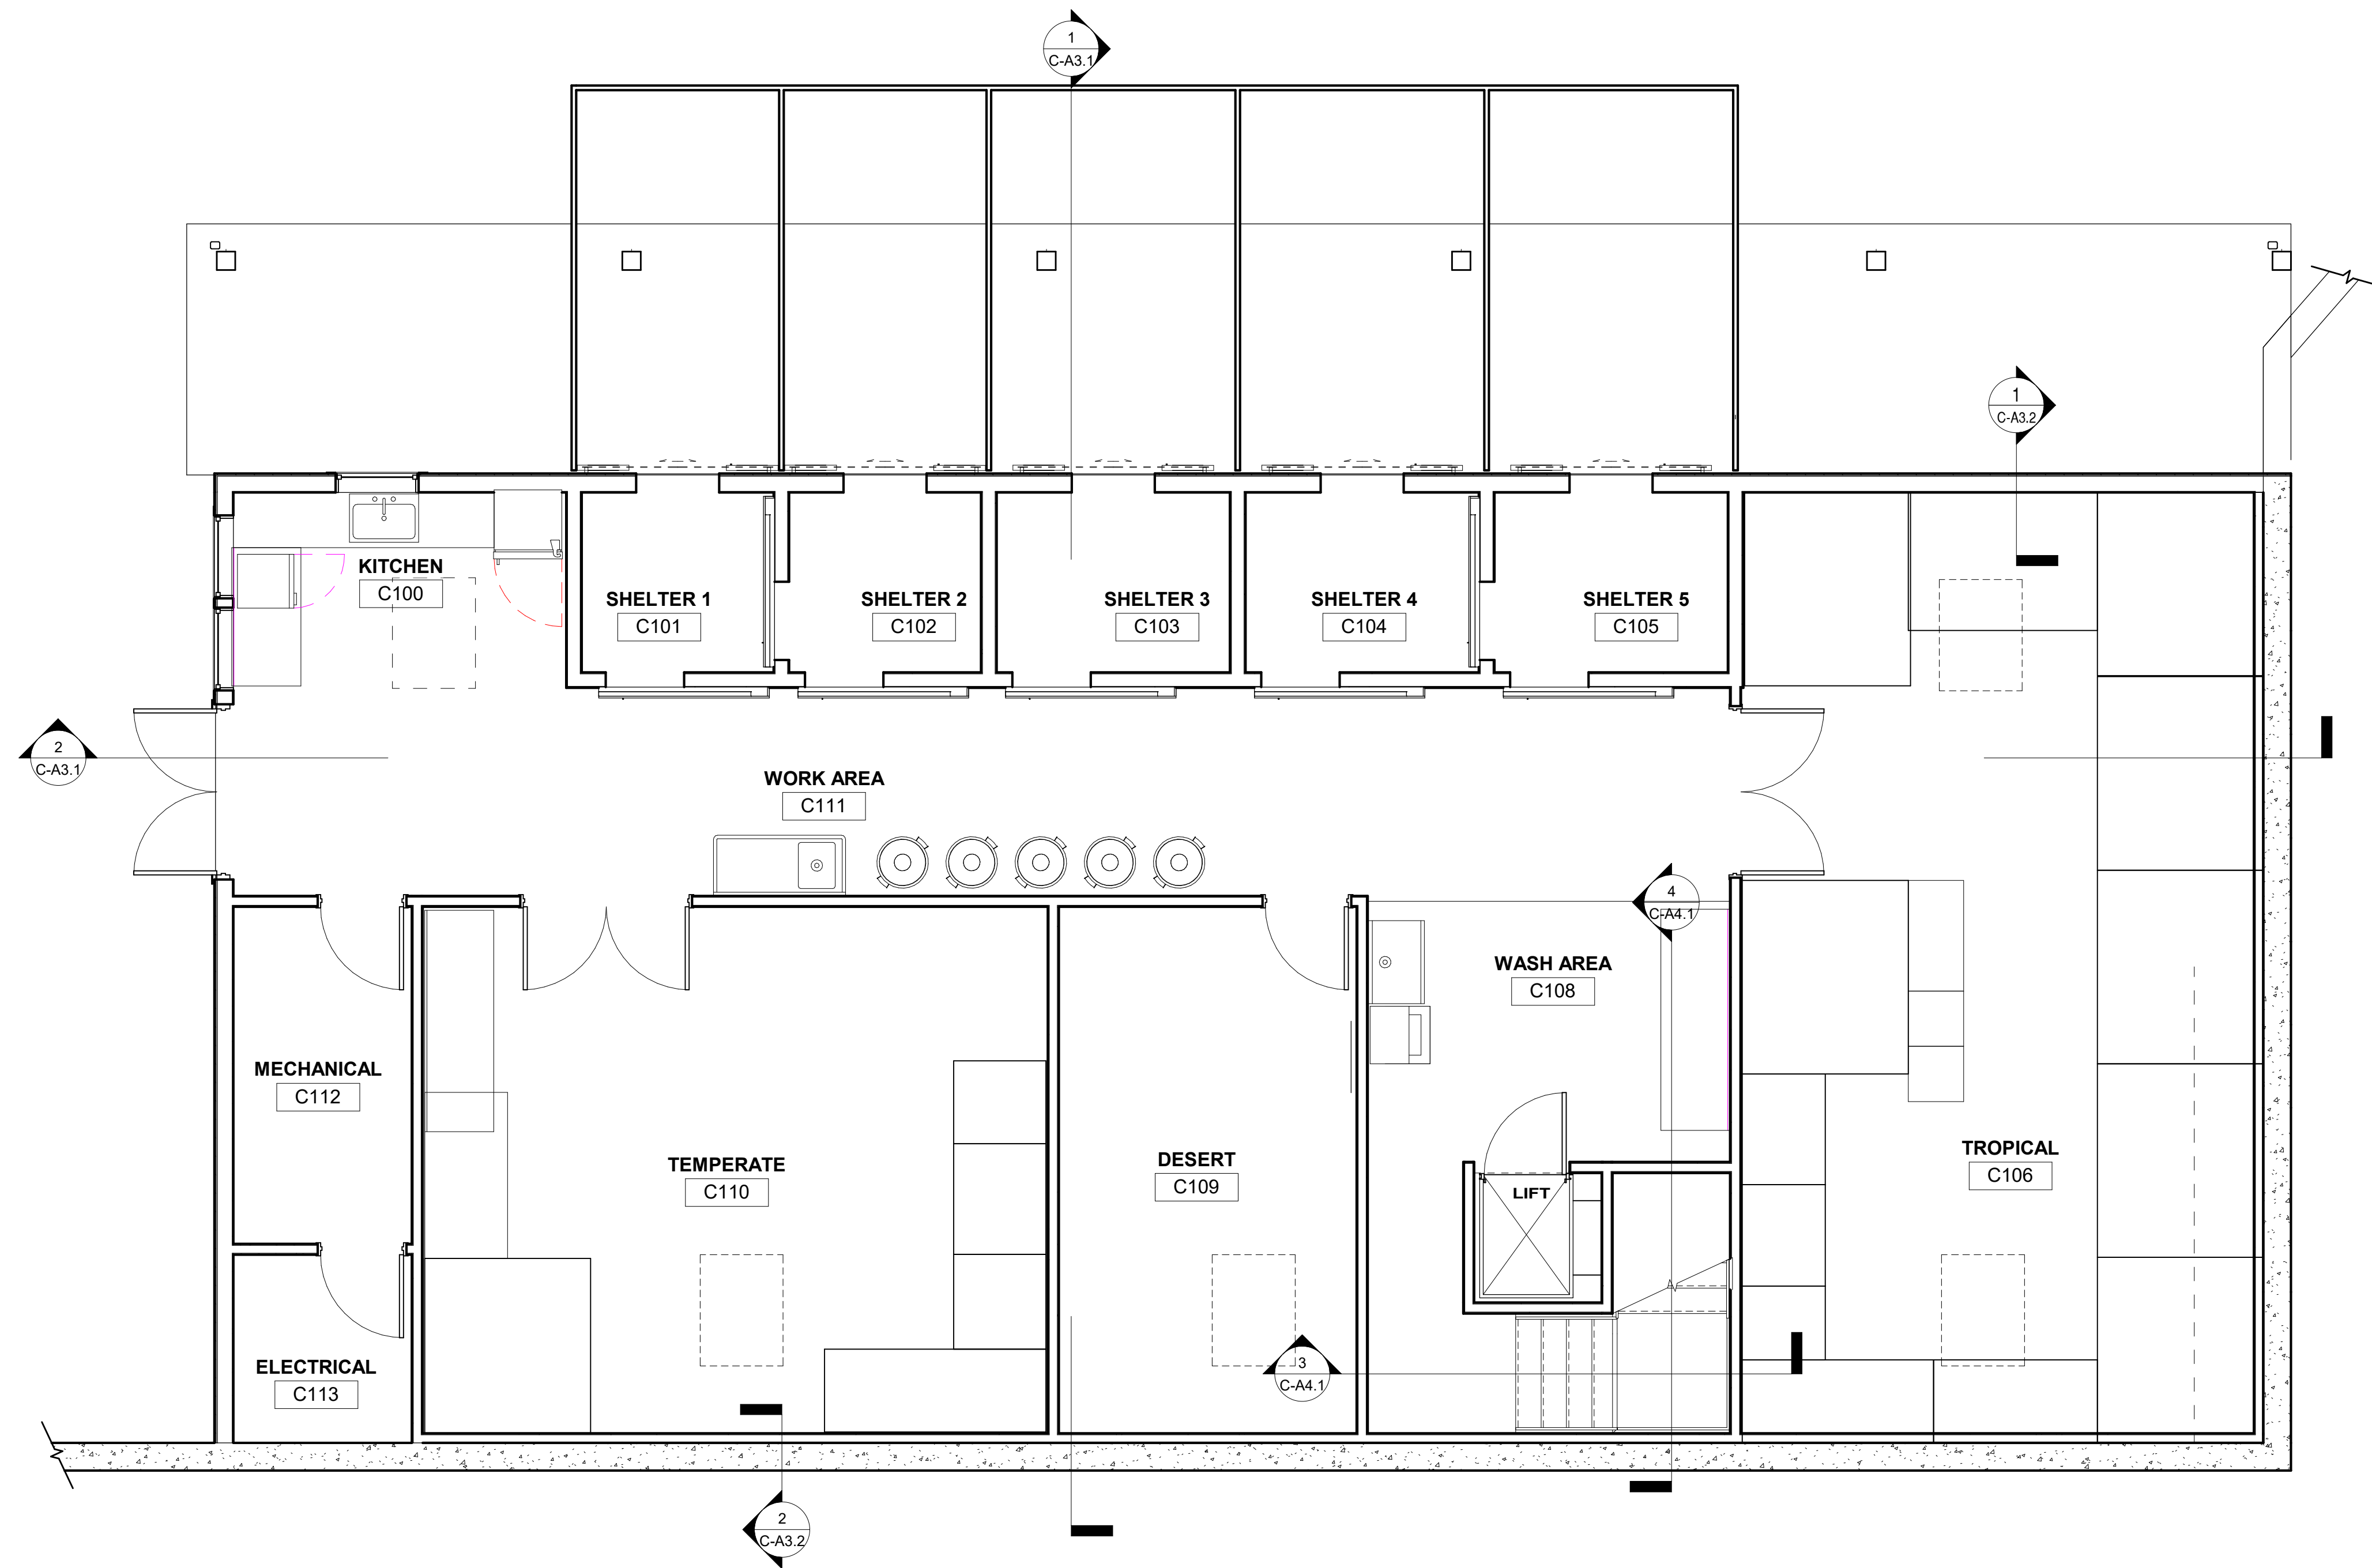 1
C-A3.1
1
C-A3.2
KITCHEN
C100
SHELTER 1
C101
SHELTER 2
C102
SHELTER 3
C103
SHELTER 4
C104
SHELTER 5
C105
2
C-A3.1
WORK AREA
C111
4
C-A4.1
WASH AREA
C108
MECHANICAL
C112
TEMPERATE
C110
DESERT
C109
LIFT
TROPICAL
C106
ELECTRICAL
C113
3
C-A4.1
2
C-A3.2